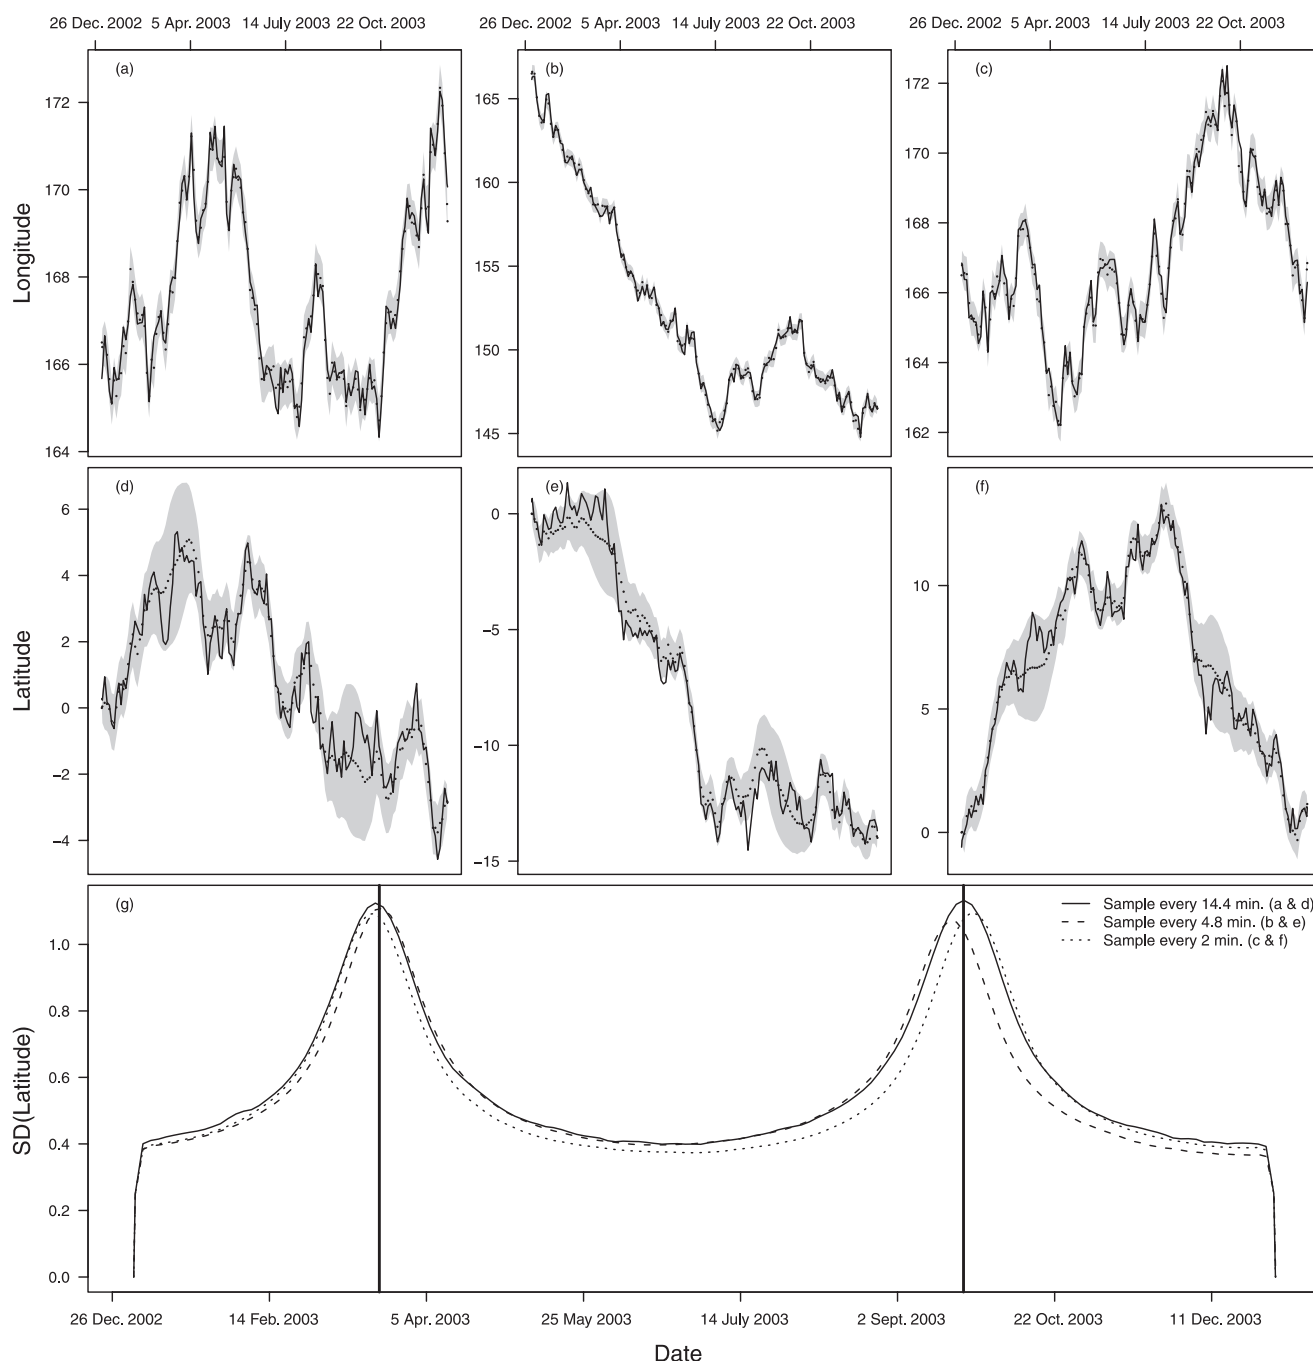 26 Dec. 2002 5 Apr. 2003 14 July 2003 22 Oct. 2003 26 Dec. 2002 5 Apr. 2003 14 July 2003 22 Oct. 2003 26 Dec. 2002 5 Apr. 2003 14 July 2003 22 Oct. 2003
(a) (b) (c)
Longitude
172
170
168
166
164
165
160
155
150
145
172
170
168
166
164
162
(d) (e) (f)
Latitude
6
4
2
0
−2
−4
0
−5
−10
−15
10
5
0
(g)
Sample every 14.4 min. (a & d)
Sample every 4.8 min. (b & e)
Sample every 2 min. (c & f)
SD(Latitude)
1.0
0.8
0.6
0.4
0.2
0.0
26 Dec. 2002 14 Feb. 2003 5 Apr. 2003 25 May 2003 14 July 2003 2 Sept. 2003 22 Oct. 2003 11 Dec. 2003
Date